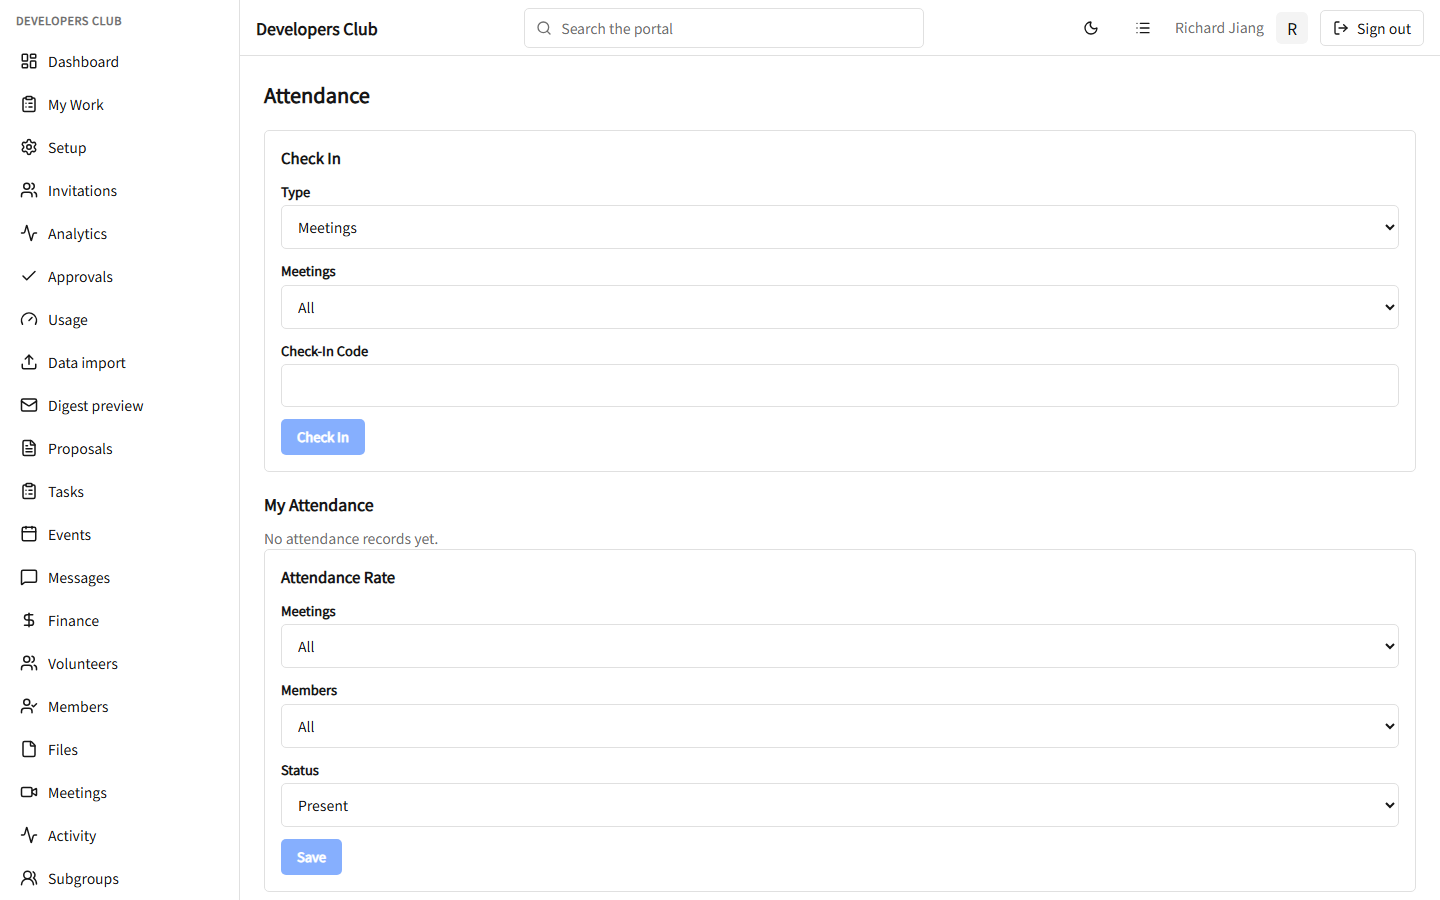 DEVELOPERS CLUB
Dashboard
My Work
Setup
Invitations
Analytics
Approvals
Usage
Data import
Digest preview
Proposals
Tasks
Events
Messages
Finance
Volunteers
Members
Files
Meetings
Activity
Subgroups
Developers Club
Search the portal
Richard Jiang
R
Sign out
Attendance
Check In
Type
Meetings
Meetings
All
Check-In Code
Check In
My Attendance
No attendance records yet.
Attendance Rate
Meetings
All
Members
All
Status
Present
Save